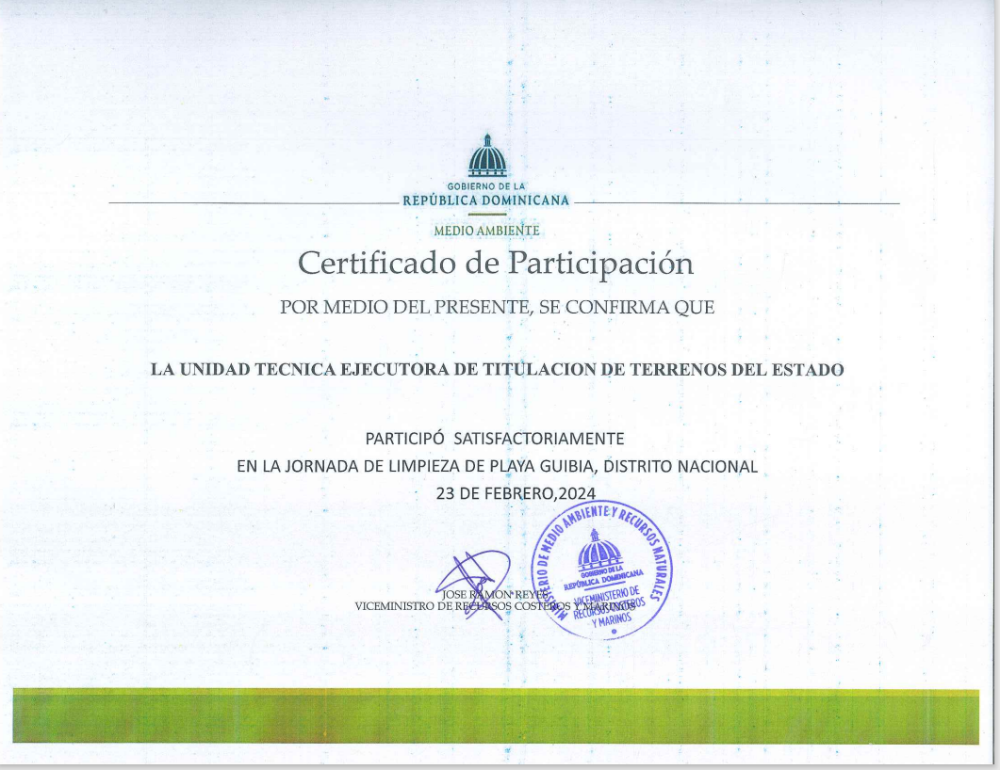 GOBIERNO DE LA
REPÚBLICA DOMINICANA
MEDIO AMBIENTE
Certificado de Participación
POR MEDIO DEL PRESENTE, SE CONFIRMA QUE
LA UNIDAD TECNICA EJECUTORA DE TITULACION DE TERRENOS DEL ESTADO
PARTICIPÓ SATISFACTORIAMENTE
EN LA JORNADA DE LIMPIEZA DE PLAYA GUIBIA, DISTRITO NACIONAL
23 DE FEBRERO,2024
JOSE RAMON REYES
VICEMINISTRO DE RECURSOS COSTEROS Y MARINOS
MINISTERIO DE MEDIO AMBIENTE Y RECURSOS NATURALES
GOBIERNO DE LA
REPÚBLICA DOMINICANA
VICEMINISTERIO DE
RECURSOS COSTEROS
Y MARINOS